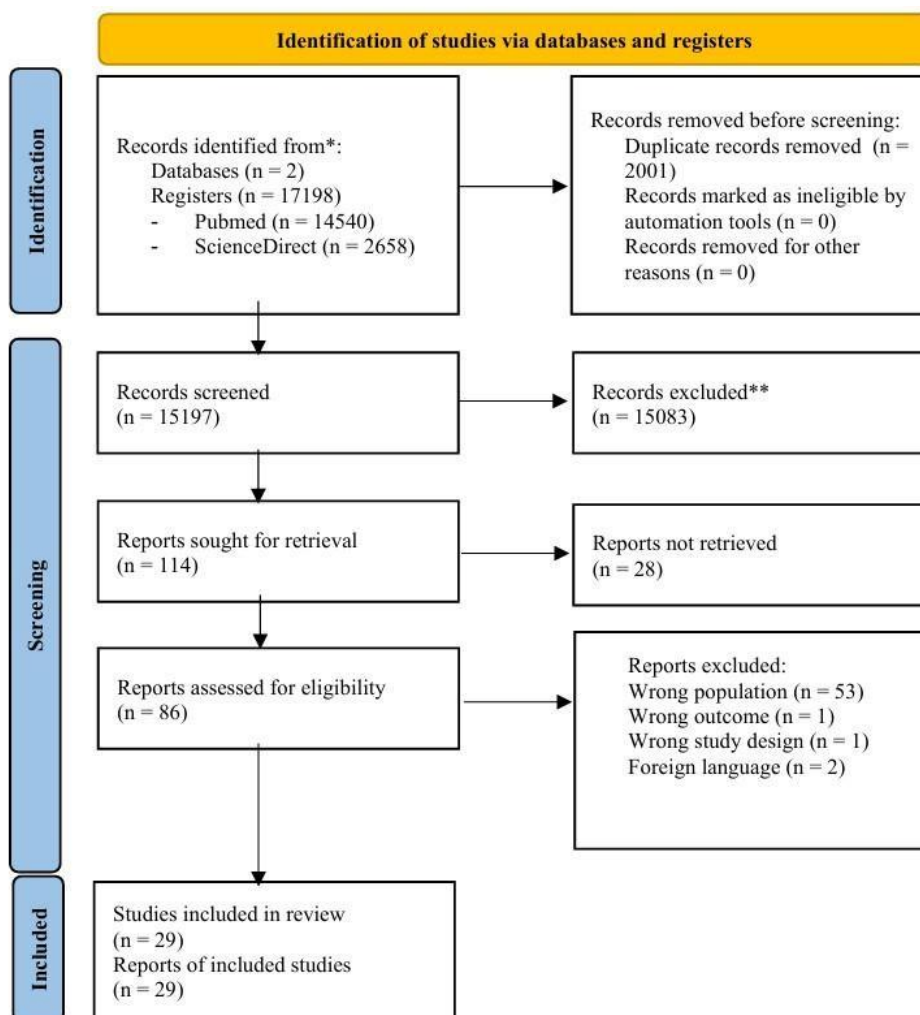 Identification of studies via databases and registers
Identification
Records identified from*:
Databases (n = 2)
Registers (n = 17198)
- Pubmed = 14540
- ScienceDirect = 2658)
Records removed before screening:
Duplicate records removed (n =
2001)
Records marked as ineligible by
automation tools (n = 0)
Records removed for other
reasons (n = 0)
Screening
Records screened
(n = 15197)
Records excluded**
(n = 15083)
Reports sought for retrieval
(n = 114)
Reports not retrieved
(n = 28)
Reports assessed for eligibility
(n = 86)
Reports excluded:
Wrong population (n = 53)
Wrong outcome (n = 1)
Wrong study design (n = 1)
Foreign language (n = 2)
Included
Studies included in review
(n = 29)
Reports of included studies
(n = 29)